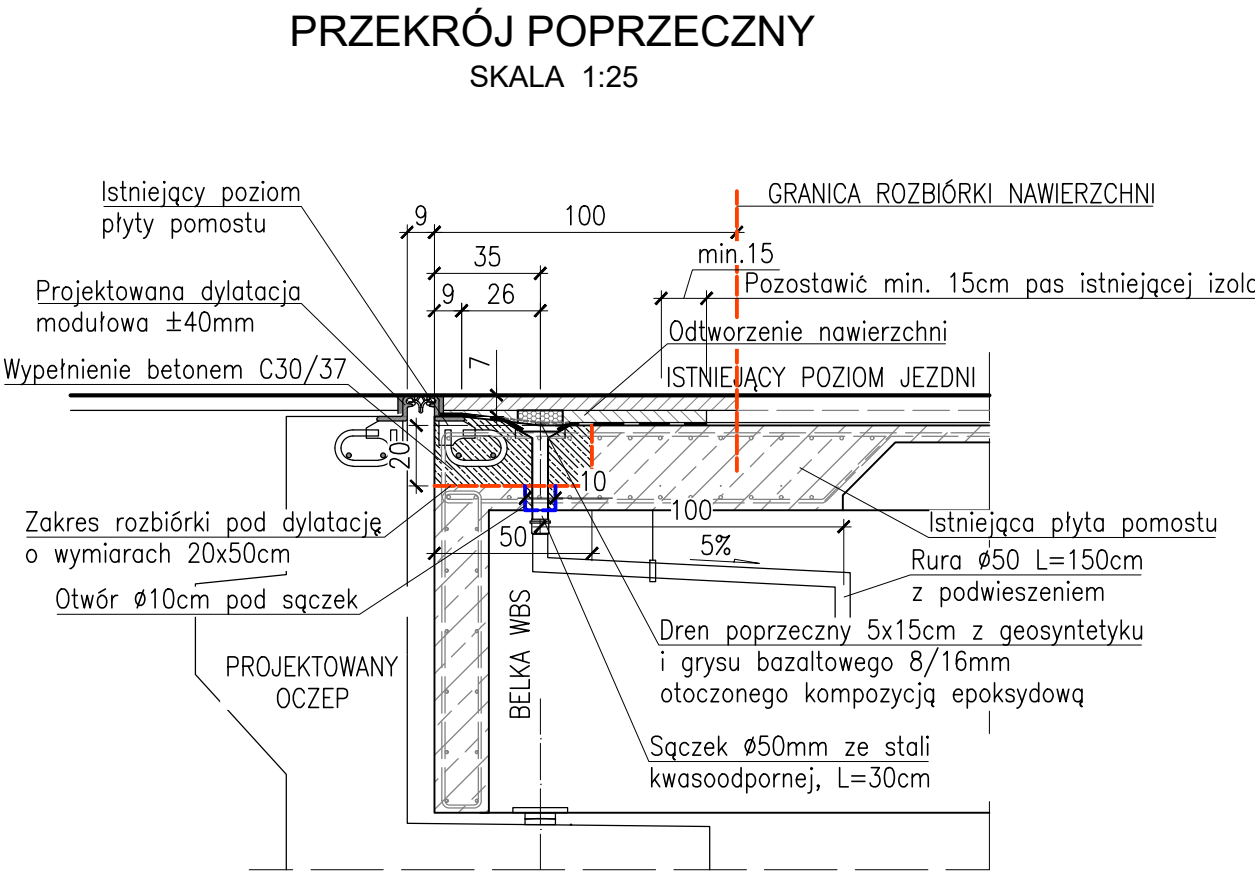 PRZEKRÓJ POPRZECZNY
SKALA 1:25
Istniejący poziom
płyty pomostu
GRANICA ROZBIÓRKI NAWIERZCHNI
9
100
35
min.15
9
26
Pozostawić min. 15cm pas istniejącej
Projektowana dylatacja
modułowa ±40mm
Odtworzenie nawierzchni
7
Wypełnienie betonem C30/37
ISTNIEJĄCY POZIOM JEZDNI
20
10
100
Zakres rozbiórki pod dylatację
o wymiarach 20x50cm
50
5%
Istniejąca płyta pomostu
Rura Ø50 L=150cm
z podwieszeniem
Otwór Ø10cm pod sączek
BELKA WBS
Dren poprzeczny 5x15cm z geosyntetyku
i grysu bazaltowego 8/16mm
otoczonego kompozycją epoksydową
PROJEKTOWANY
OCZEP
Sączek Ø50mm ze stali
kwasoodpornej, L=30cm